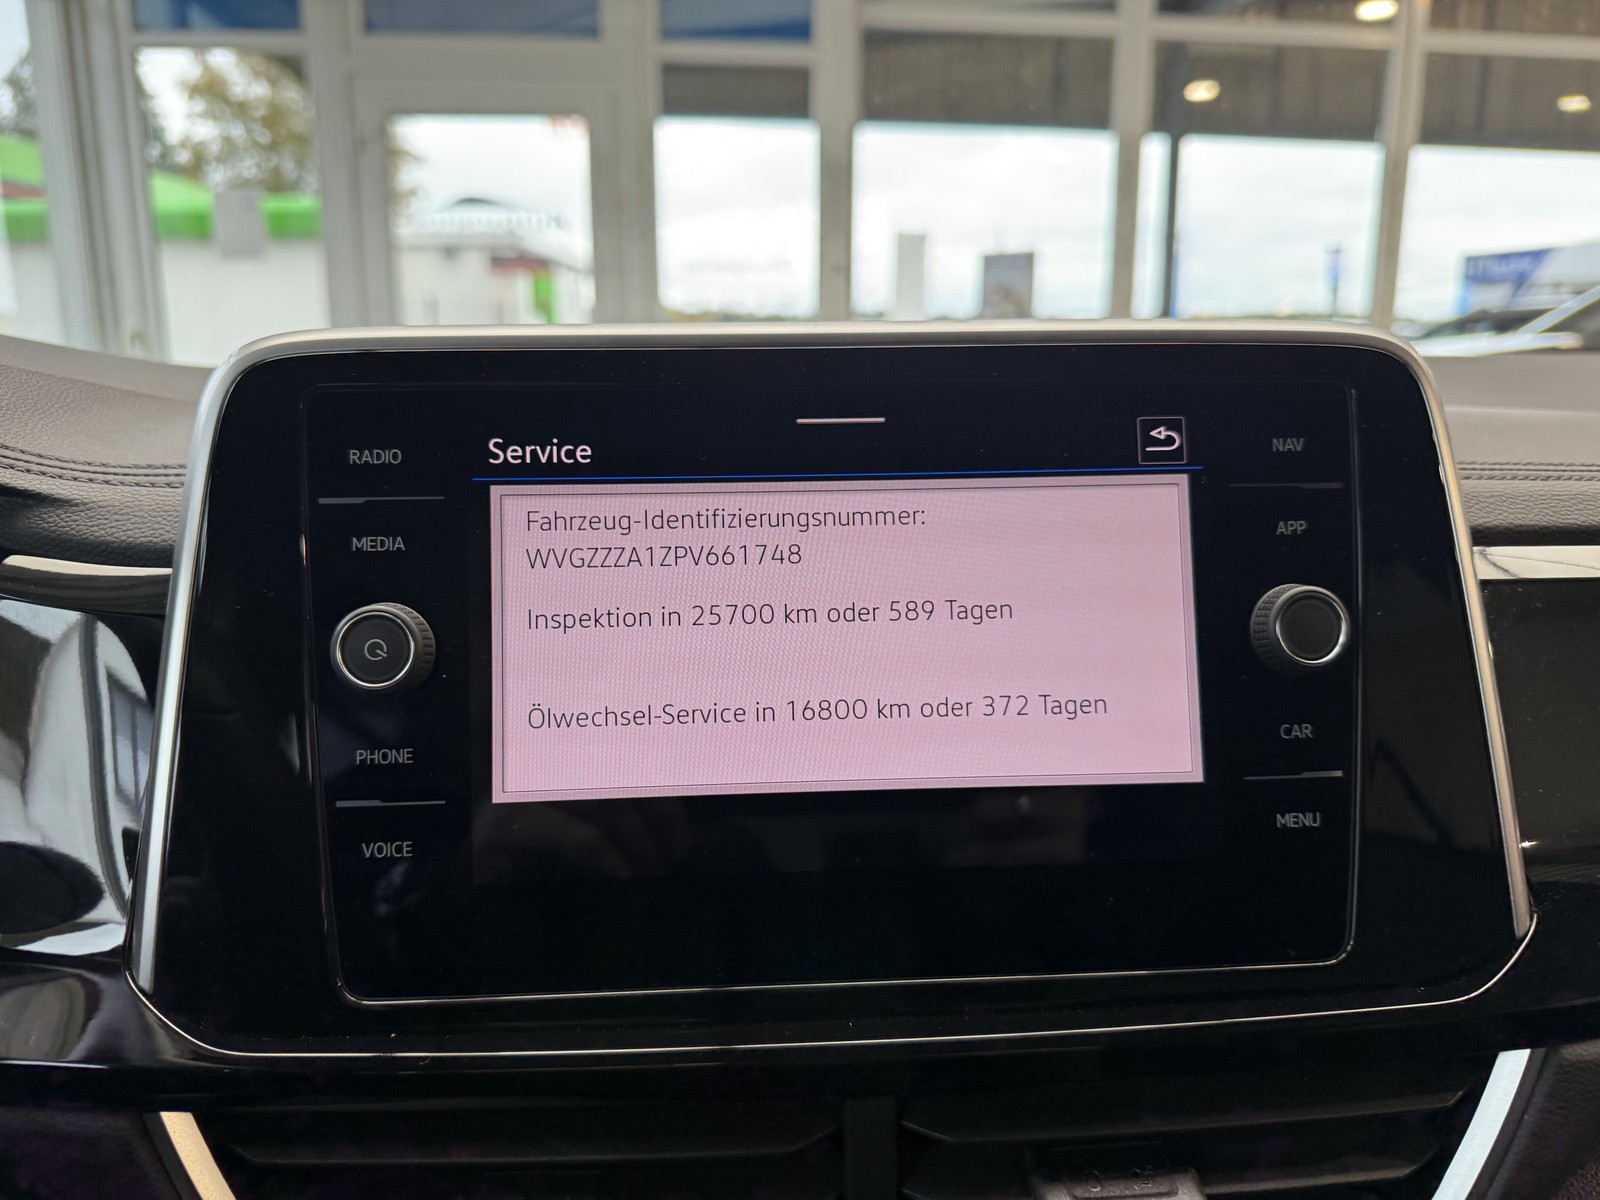 Service
Fahrzeug-Identifizierungsnummer:
WVGZZZA1ZPV661748
Inspektion in 25700 km oder 589 Tagen
Ölwechsel-Service in 16800 km oder 372 Tagen
RADIO
MEDIA
PHONE
VOICE
NAV
APP
CAR
MENU